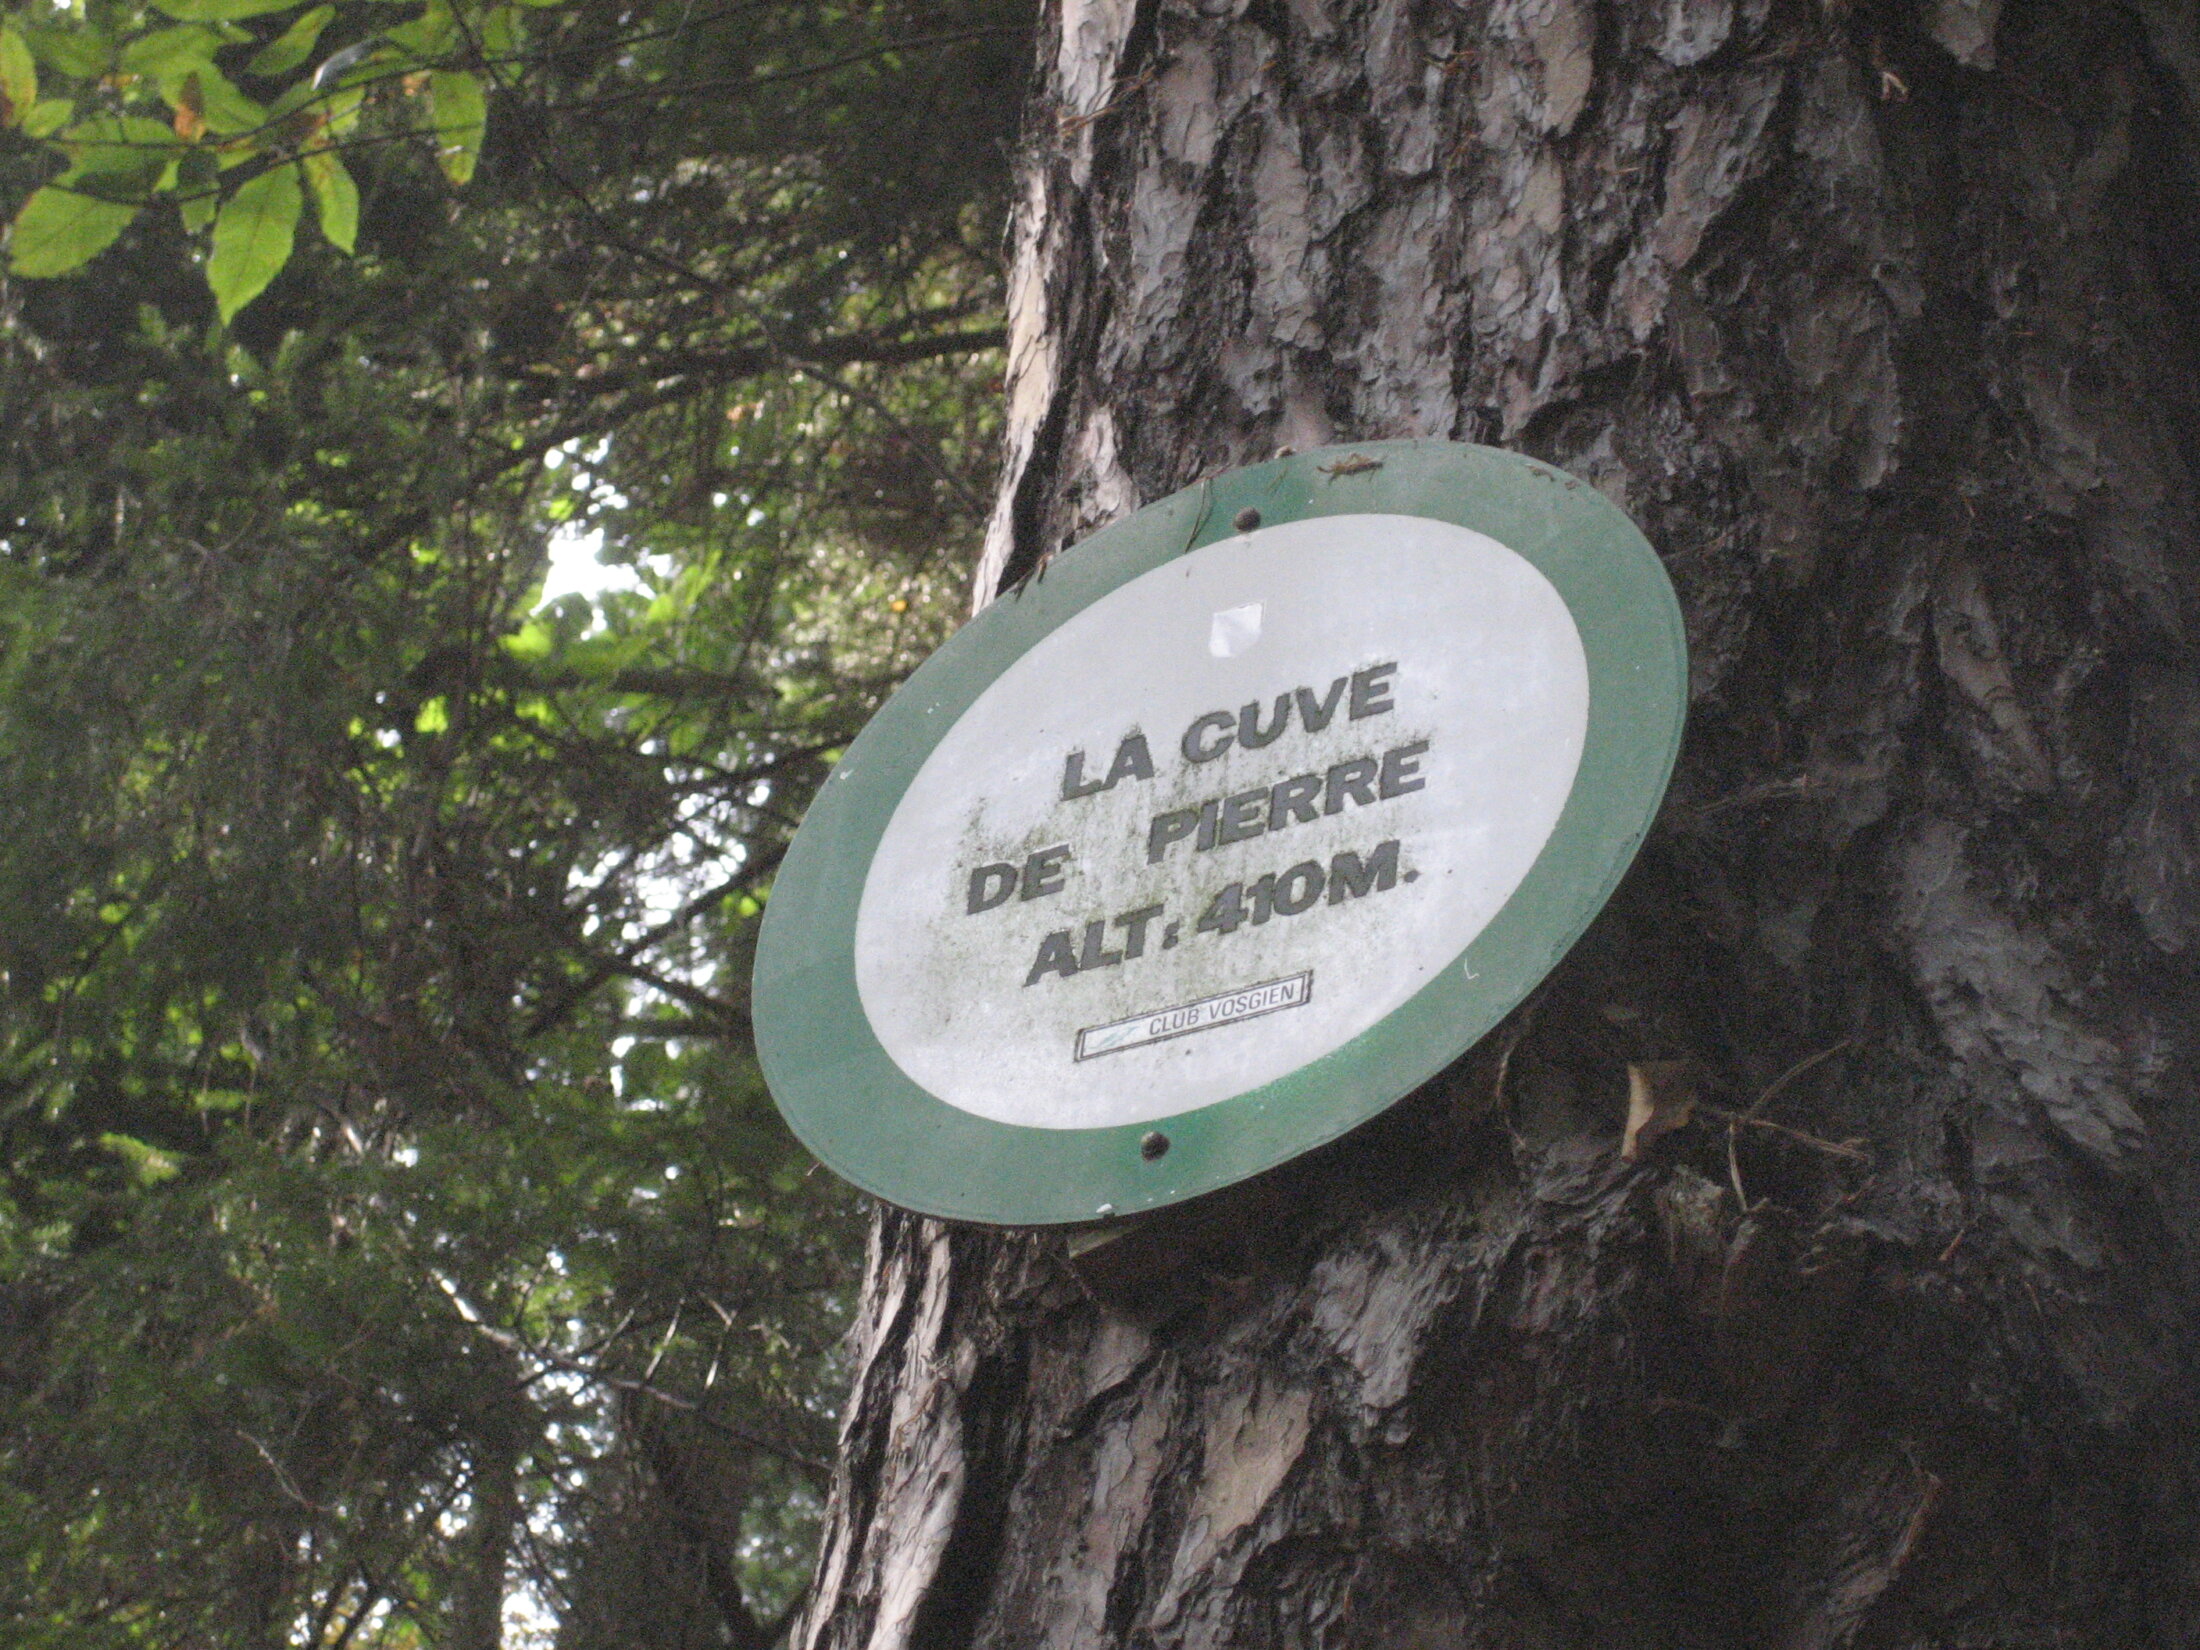 LA CUVE
DE PIERRE
ALT: 410M.
CLUB VOSGIEN